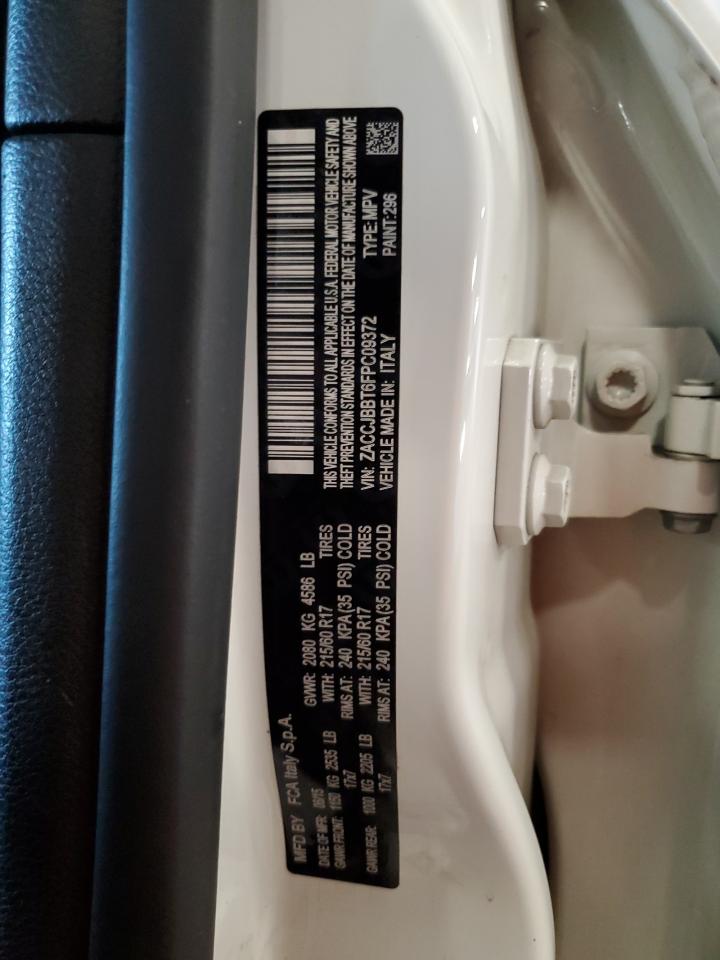 MFD BY FCA Italy S.p.A.
DATE OF MFR: 06/15
GVWR: 2080 KG 4586 LB
GAWR FRONT: 1150 KG 2535 LB
WITH: 215/60 R17 TIRES
17x7
RIMS AT: 240 KPA(35 PSI) COLD
GAWR REAR: 1000 KG 2205 LB
WITH: 215/60 R17 TIRES
17x7
RIMS AT: 240 KPA(35 PSI) COLD
THIS VEHICLE CONFORMS TO ALL APPLICABLE U.S.A. FEDERAL MOTOR VEHICLE SAFETY AND
THEFT PREVENTION STANDARDS IN EFFECT ON THE DATE OF MANUFACTURE SHOWN ABOVE
VIN: ZACCJBBT6FPC09372 TYPE: MPV
VEHICLE MADE IN: ITALY PAINT:296